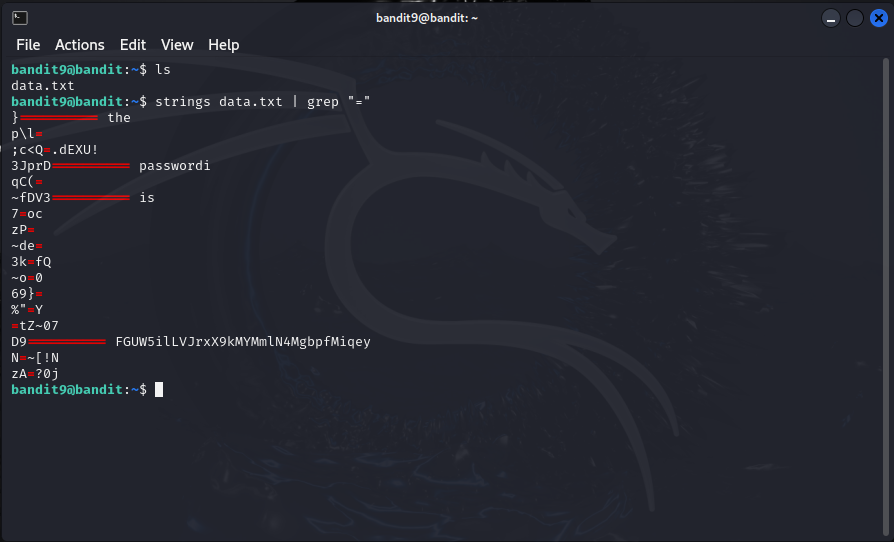 bandit9@bandit: ~
File Actions Edit View Help
bandit9@bandit:~$ ls
data.txt
bandit9@bandit:~$ strings data.txt | grep "="
}========== the
p\l=
;c<Q=.dEXU!
3JprD========== passwordi
qC(=
~fDV3========== is
7=oc
zP=
~de=
3k=fQ
~o=0
69}=
%"=Y
=tZ~07
D9========== FGUW5ilLVJrxX9kMYMmlN4MgbpfMiqey
N=~[!N
zA=?0j
bandit9@bandit:~$